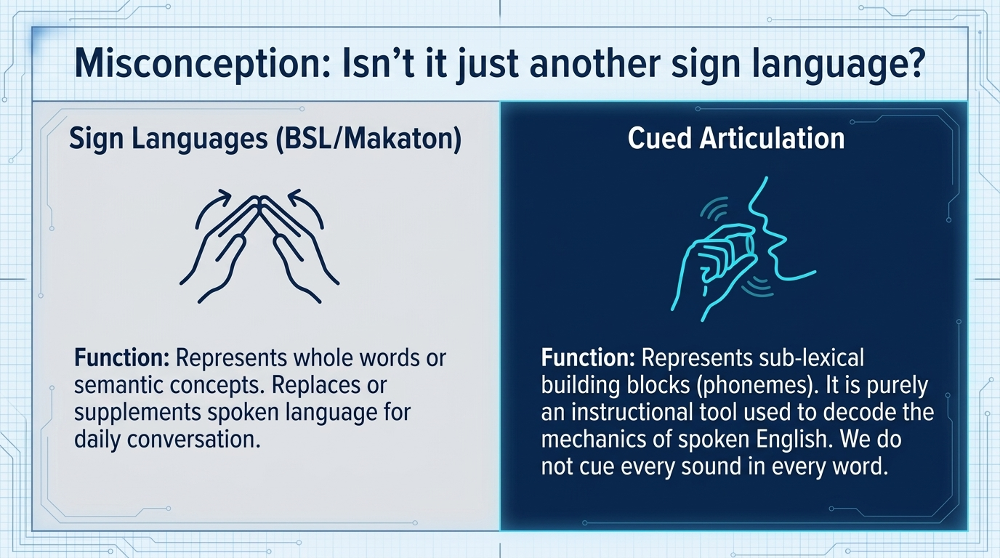 Misconception: Isn’t it just another sign language?
Sign Languages (BSL/Makaton)
Function: Represents whole words or
semantic concepts. Replaces or
supplements spoken language for
daily conversation.
Cued Articulation
Function: Represents sub-lexical
building blocks (phonemes). It is purely
an instructional tool used to decode the
mechanics of spoken English. We do
not cue every sound in every word.